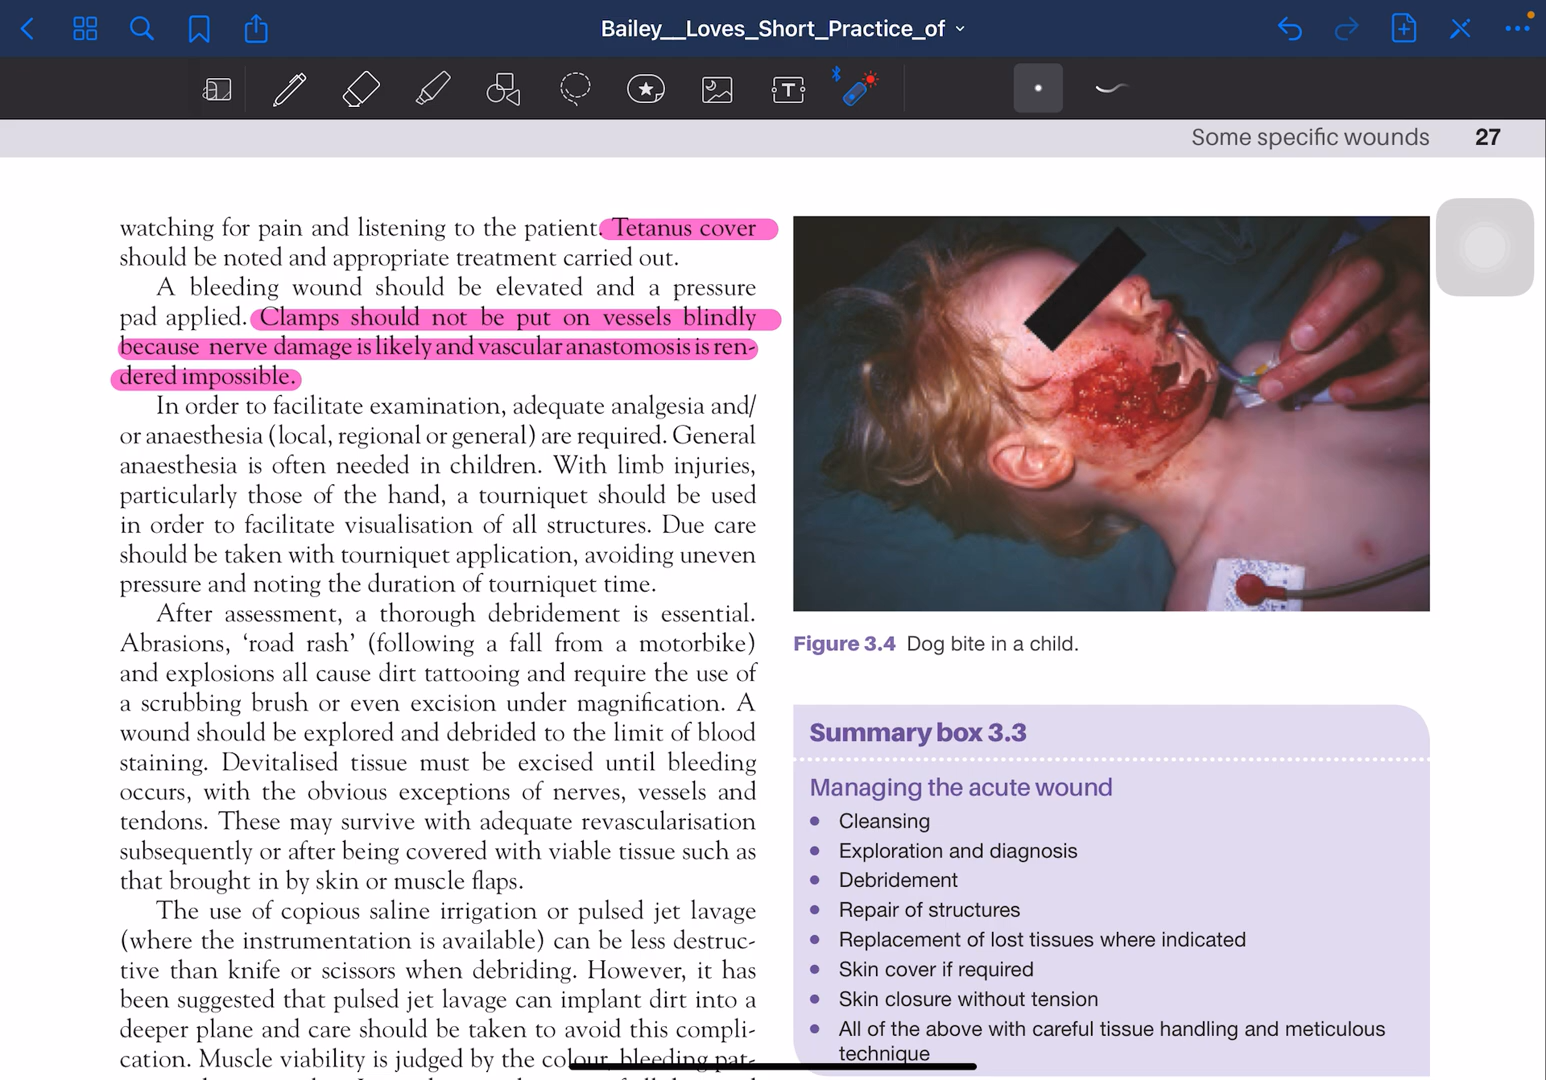 Bailey__Loves_Short_Practice_of
T
Some specific wounds 27
watching for pain and listening to the patient. Tetanus cover
should be noted and appropriate treatment carried out.
A bleeding wound should be elevated and a pressure
pad applied. Clamps should not be put on vessels blindly
because nerve damage is likely and vascular anastomosis is ren-
dered impossible.
In order to facilitate examination, adequate analgesia and/
or anaesthesia (local, regional or general) are required. General
anaesthesia is often needed in children. With limb injuries,
particularly those of the hand, a tourniquet should be used
in order to facilitate visualisation of all structures. Due care
should be taken with tourniquet application, avoiding uneven
pressure and noting the duration of tourniquet time.
After assessment, a thorough debridement is essential.
Abrasions, ‘road rash’ (following a fall from a motorbike)
and explosions all cause dirt tattooing and require the use of
a scrubbing brush or even excision under magnification. A
wound should be explored and debrided to the limit of blood
staining. Devitalised tissue must be excised until bleeding
occurs, with the obvious exceptions of nerves, vessels and
tendons. These may survive with adequate revascularisation
subsequently or after being covered with viable tissue such as
that brought in by skin or muscle flaps.
The use of copious saline irrigation or pulsed jet lavage
(where the instrumentation is available) can be less destruc-
tive than knife or scissors when debriding. However, it has
been suggested that pulsed jet lavage can implant dirt into a
deeper plane and care should be taken to avoid this compli-
cation. Muscle viability is judged by the colour, bleeding pat-
Figure 3.4 Dog bite in a child.
Summary box 3.3
Managing the acute wound
• Cleansing
• Exploration and diagnosis
• Debridement
• Repair of structures
• Replacement of lost tissues where indicated
• Skin cover if required
• Skin closure without tension
• All of the above with careful tissue handling and meticulous
technique